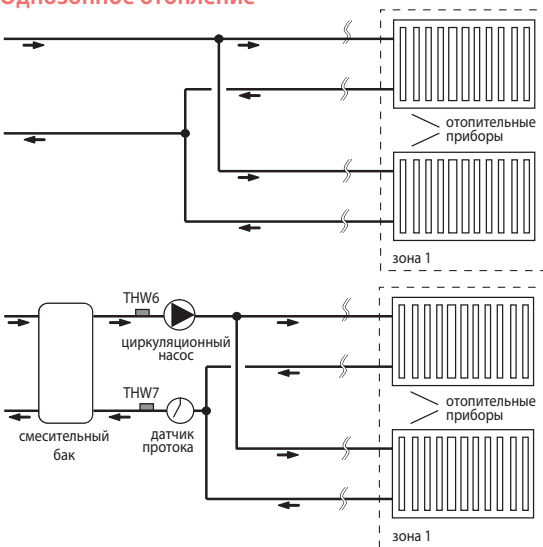 Однозонное отопление
отопительные
приборы
зона 1
THW6
циркуляционный
насос
THW7
смесительный
бак
датчик
протока
отопительные
приборы
зона 1